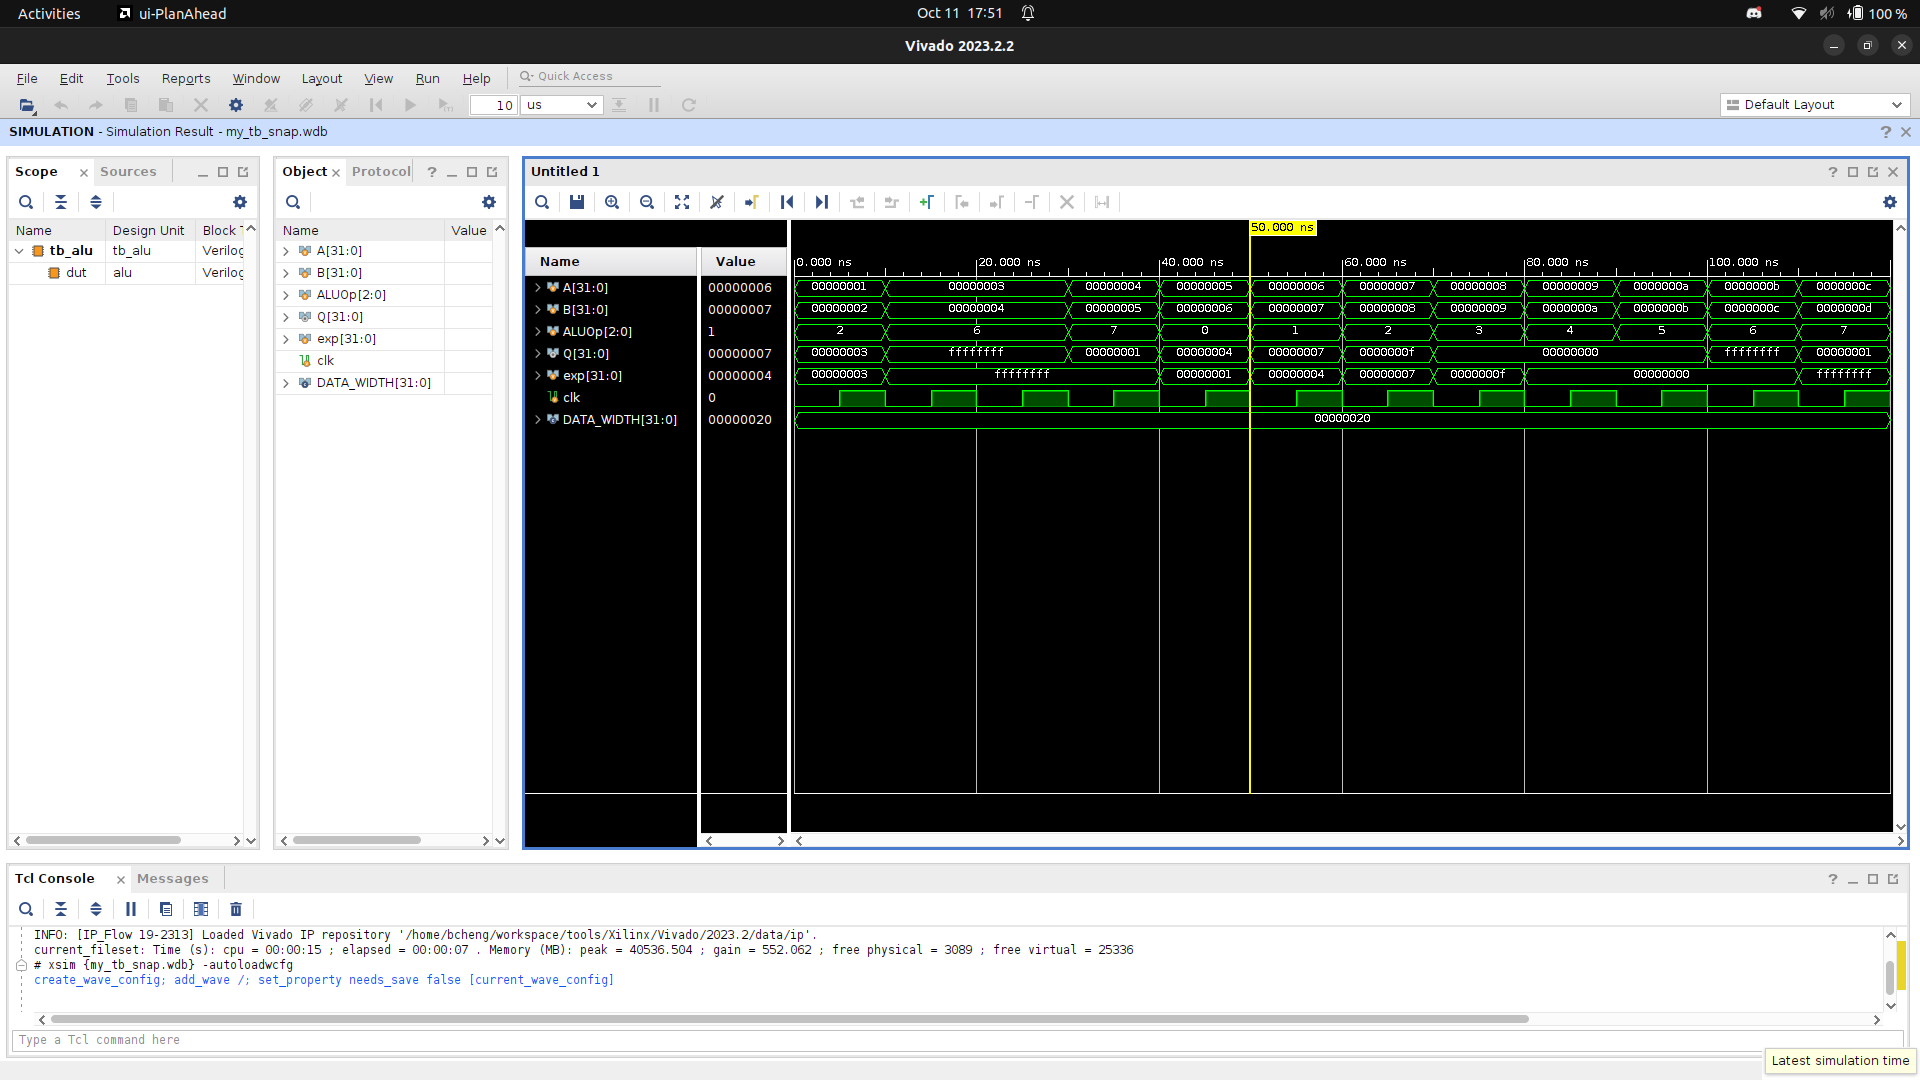 Activities ui-PlanAhead Oct 11 17:51 100 %
Vivado 2023.2.2
File Edit Tools Reports Window Layout View Run Help Quick Access
10 us Default Layout
SIMULATION - Simulation Result - my_tb_snap.wdb
Scope Sources
Name Design Unit Block T
tb_alu tb_alu Verilog
dut alu Verilog
Object Protocol
Name Value
A[31:0]
B[31:0]
ALUOp[2:0]
Q[31:0]
exp[31:0]
clk
DATA_WIDTH[31:0]
Untitled 1
50.000 ns
Name Value 0.000 ns 20.000 ns 40.000 ns 60.000 ns 80.000 ns 100.000 ns
A[31:0] 00000006 00000001 00000003 00000004 00000005 00000006 00000007 00000008 00000009 0000000a 0000000b 0000000c
B[31:0] 00000007 00000002 00000004 00000005 00000006 00000007 00000008 00000009 0000000a 0000000b 0000000c 0000000d
ALUOp[2:0] 1 2 6 7 0 1 2 3 4 5 6 7
Q[31:0] 00000007 00000003 ffffffff 00000001 00000004 00000007 0000000f 00000000 ffffffff 00000001
exp[31:0] 00000004 00000003 ffffffff 00000001 00000004 00000007 0000000f 00000000 ffffffff
clk 0
DATA_WIDTH[31:0] 00000020 00000020
Tcl Console Messages
INFO: [IP_Flow 19-2313] Loaded Vivado IP repository '/home/bcheng/workspace/tools/Xilinx/Vivado/2023.2/data/ip'.
current_fileset: Time (s): cpu = 00:00:15 ; elapsed = 00:00:07 . Memory (MB): peak = 40536.504 ; gain = 552.062 ; free physical = 3089 ; free virtual = 25336
# xsim {my_tb_snap.wdb} -autoloadwcfg
create_wave_config; add_wave /; set_property needs_save false [current_wave_config]
Type a Tcl command here
Latest simulation time